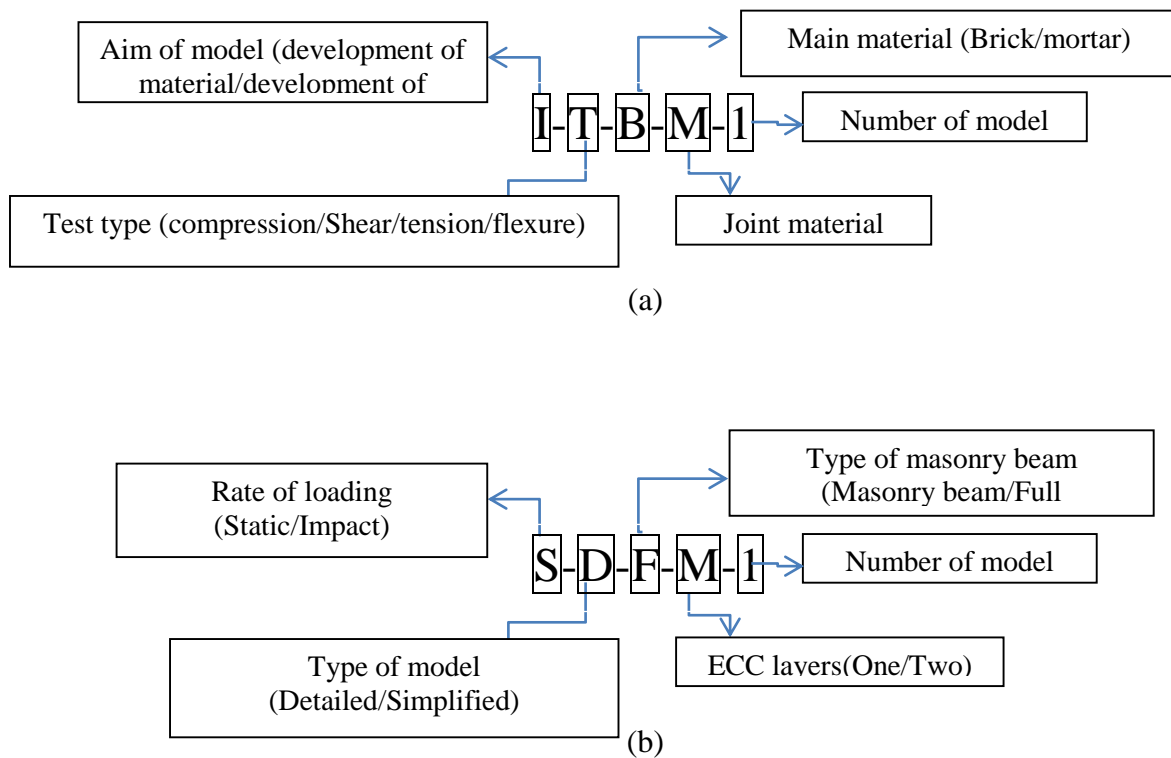 Aim of model (development of
material/development of
Main material (Brick/mortar)
I-T-B-M-1
Number of model
Test type (compression/Shear/tension/flexure)
Joint material
(a)
Rate of loading
(Static/Impact)
Type of masonry beam
(Masonry beam/Full
S-D-F-M-1
Number of model
Type of model
(Detailed/Simplified)
ECC layers(One/Two)
(b)